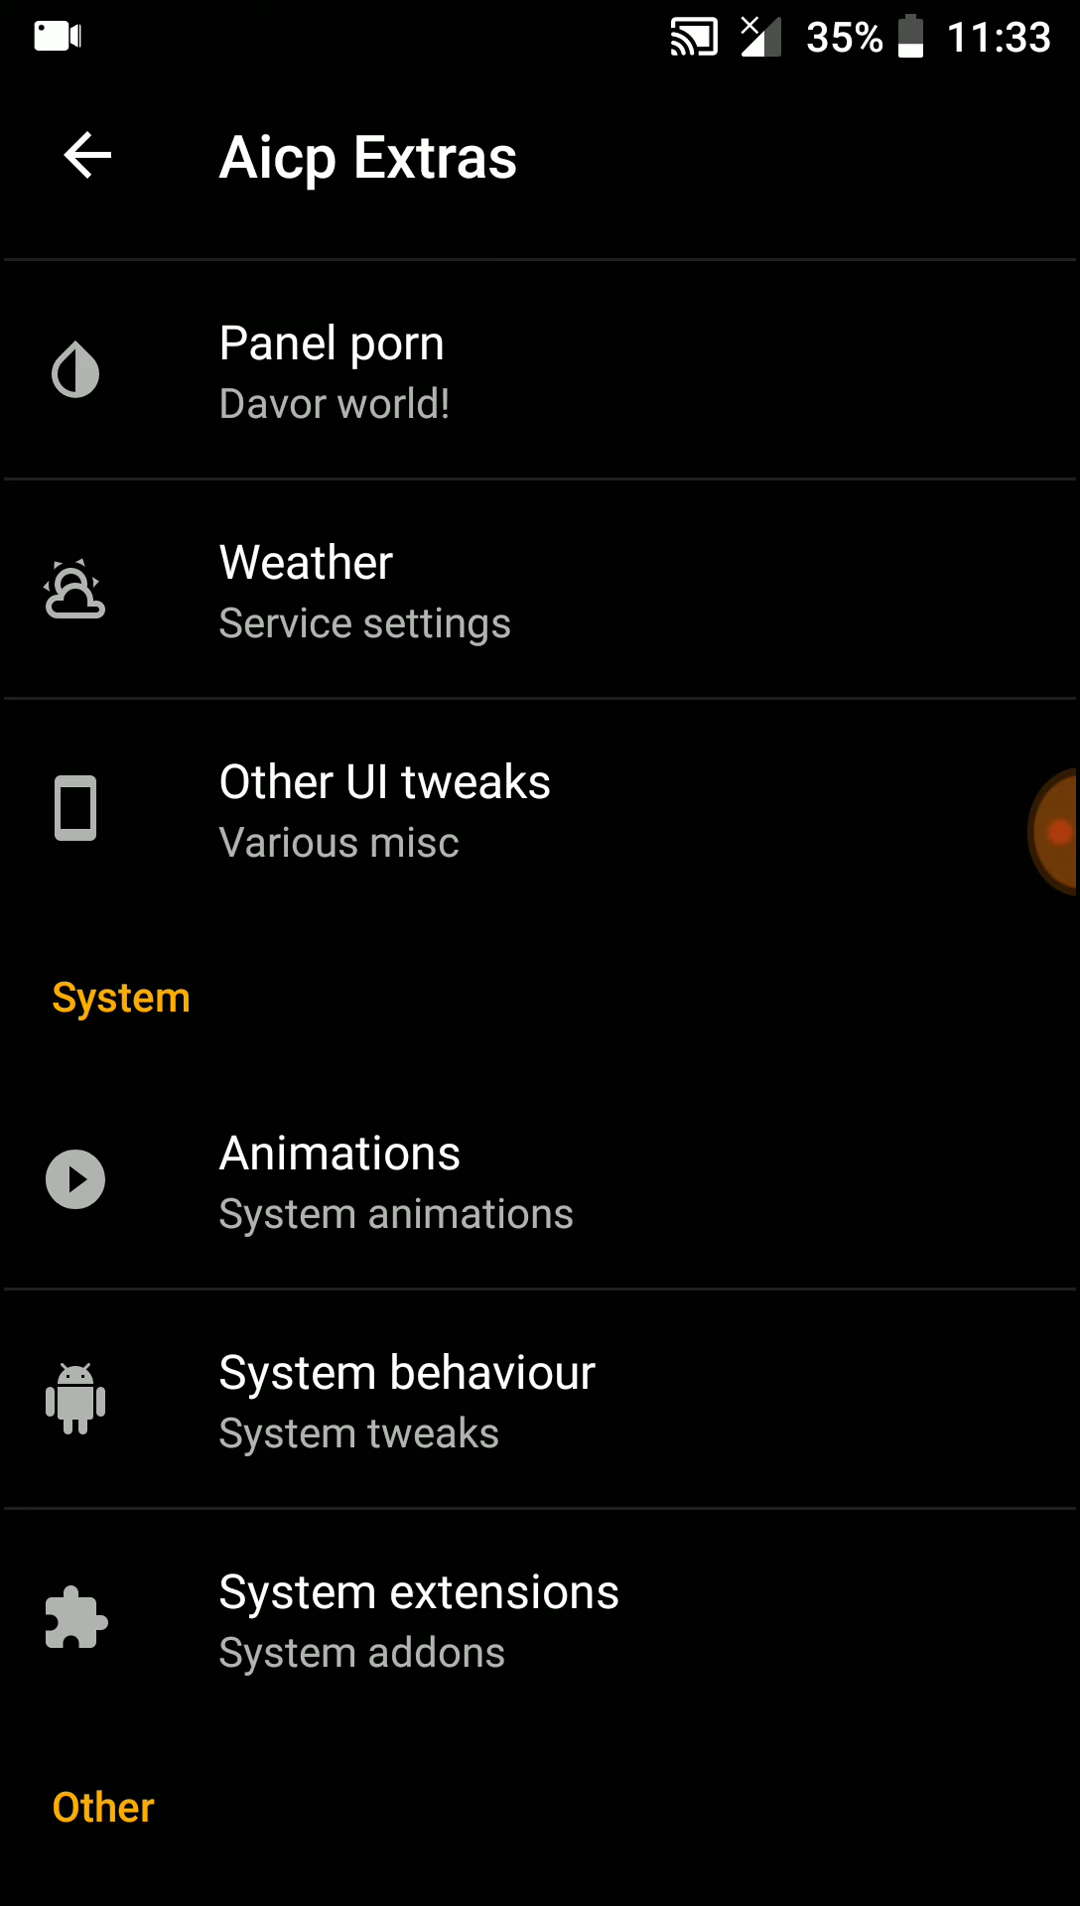 35% 11:33
Aicp Extras
Panel porn
Davor world!
Weather
Service settings
Other UI tweaks
Various misc
System
Animations
System animations
System behaviour
System tweaks
System extensions
System addons
Other